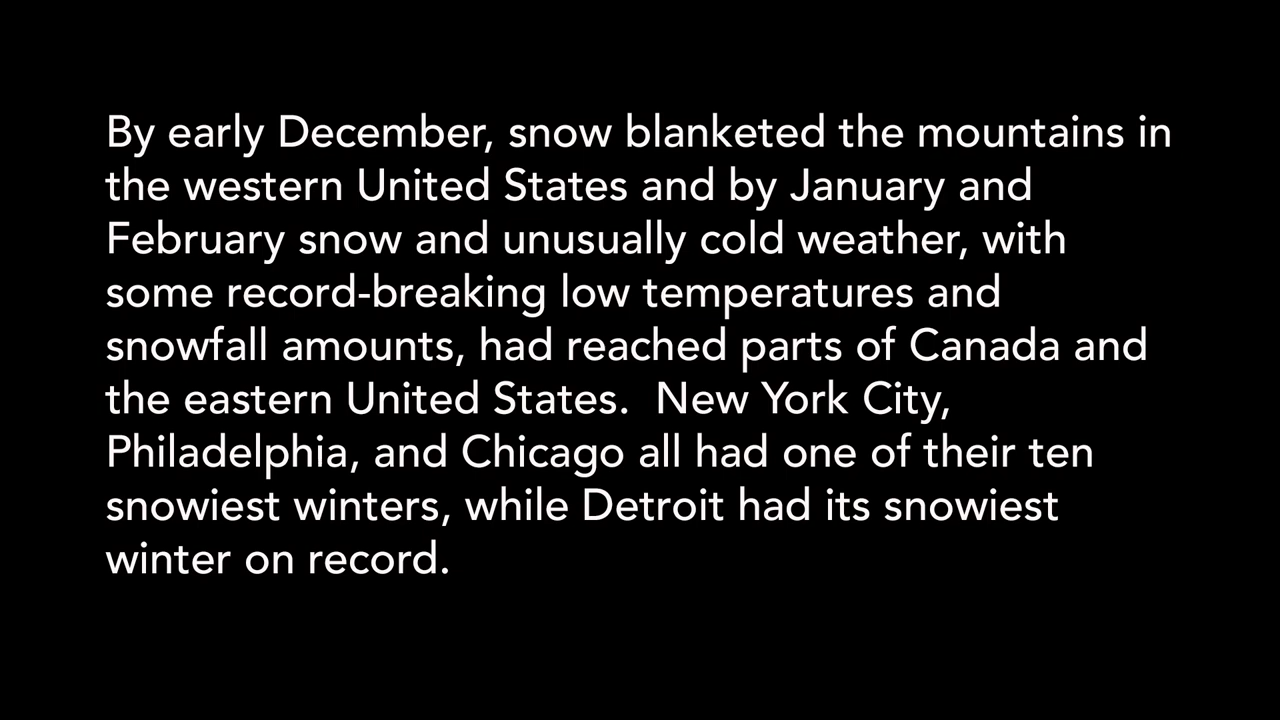 By early December, snow blanketed the mountains in
the western United States and by January and
February snow and unusually cold weather, with
some record-breaking low temperatures and
snowfall amounts, had reached parts of Canada and
the eastern United States.  New York City,
Philadelphia, and Chicago all had one of their ten
snowiest winters, while Detroit had its snowiest
winter on record.